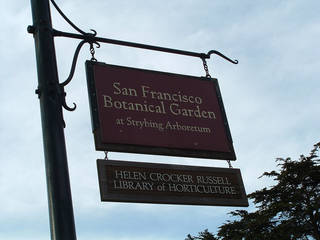 San Francisco
Botanical Garden
at Strybing Arboretum
HELEN CROCKER RUSSELL
LIBRARY of HORTICULTURE